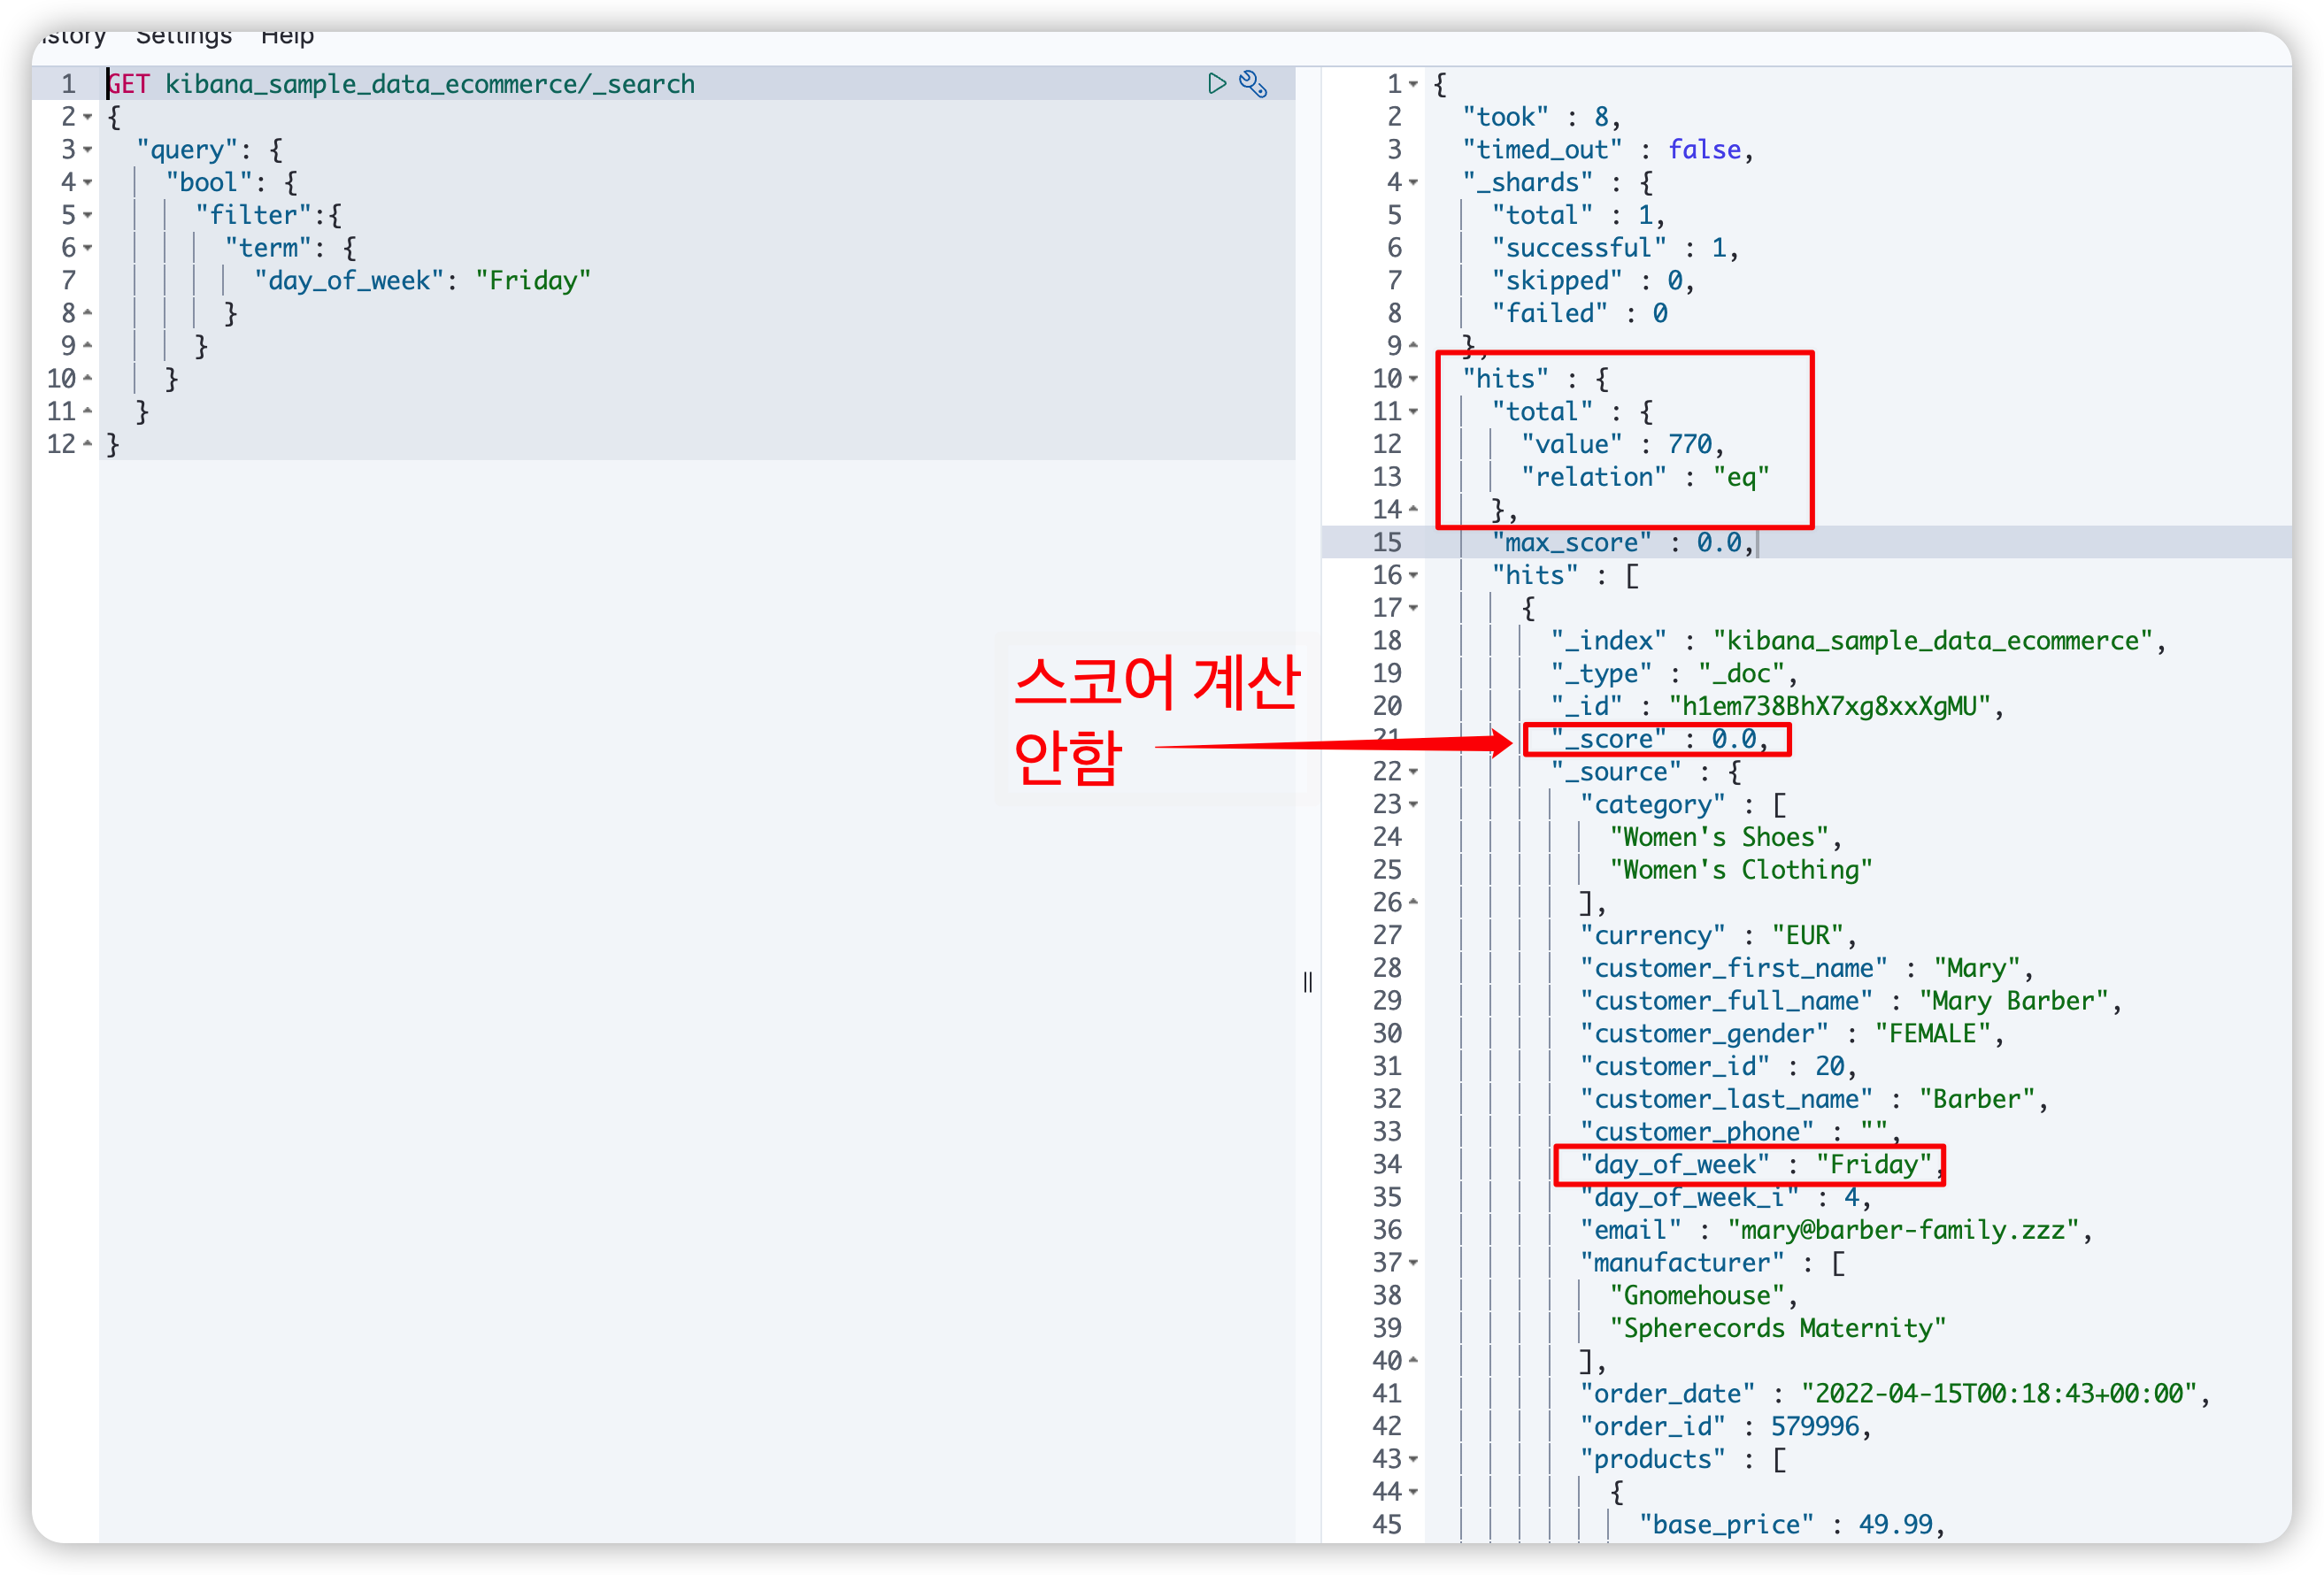 istory Settings Help
1 GET kibana_sample_data_ecommerce/_search
2 {
3 "query": {
4 "bool": {
5 "filter":{
6 "term": {
7 "day_of_week": "Friday"
8 }
9 }
10 }
11 }
12 }
1 {
2 "took" : 8,
3 "timed_out" : false,
4 "_shards" : {
5 "total" : 1,
6 "successful" : 1,
7 "skipped" : 0,
8 "failed" : 0
9 },
10 "hits" : {
11 "total" : {
12 "value" : 770,
13 "relation" : "eq"
14 },
15 "max_score" : 0.0,
16 "hits" : [
17 {
18 "_index" : "kibana_sample_data_ecommerce",
19 "_type" : "_doc",
20 "_id" : "h1em738BhX7xg8xxXgMU",
21 "_score" : 0.0,
22 "_source" : {
23 "category" : [
24 "Women's Shoes",
25 "Women's Clothing"
26 ],
27 "currency" : "EUR",
28 "customer_first_name" : "Mary",
29 "customer_full_name" : "Mary Barber",
30 "customer_gender" : "FEMALE",
31 "customer_id" : 20,
32 "customer_last_name" : "Barber",
33 "customer_phone" : "",
34 "day_of_week" : "Friday",
35 "day_of_week_i" : 4,
36 "email" : "mary@barber-family.zzz",
37 "manufacturer" : [
38 "Gnomehouse",
39 "Spherecords Maternity"
40 ],
41 "order_date" : "2022-04-15T00:18:43+00:00",
42 "order_id" : 579996,
43 "products" : [
44 {
45 "base_price" : 49.99,
스코어 계산
안함